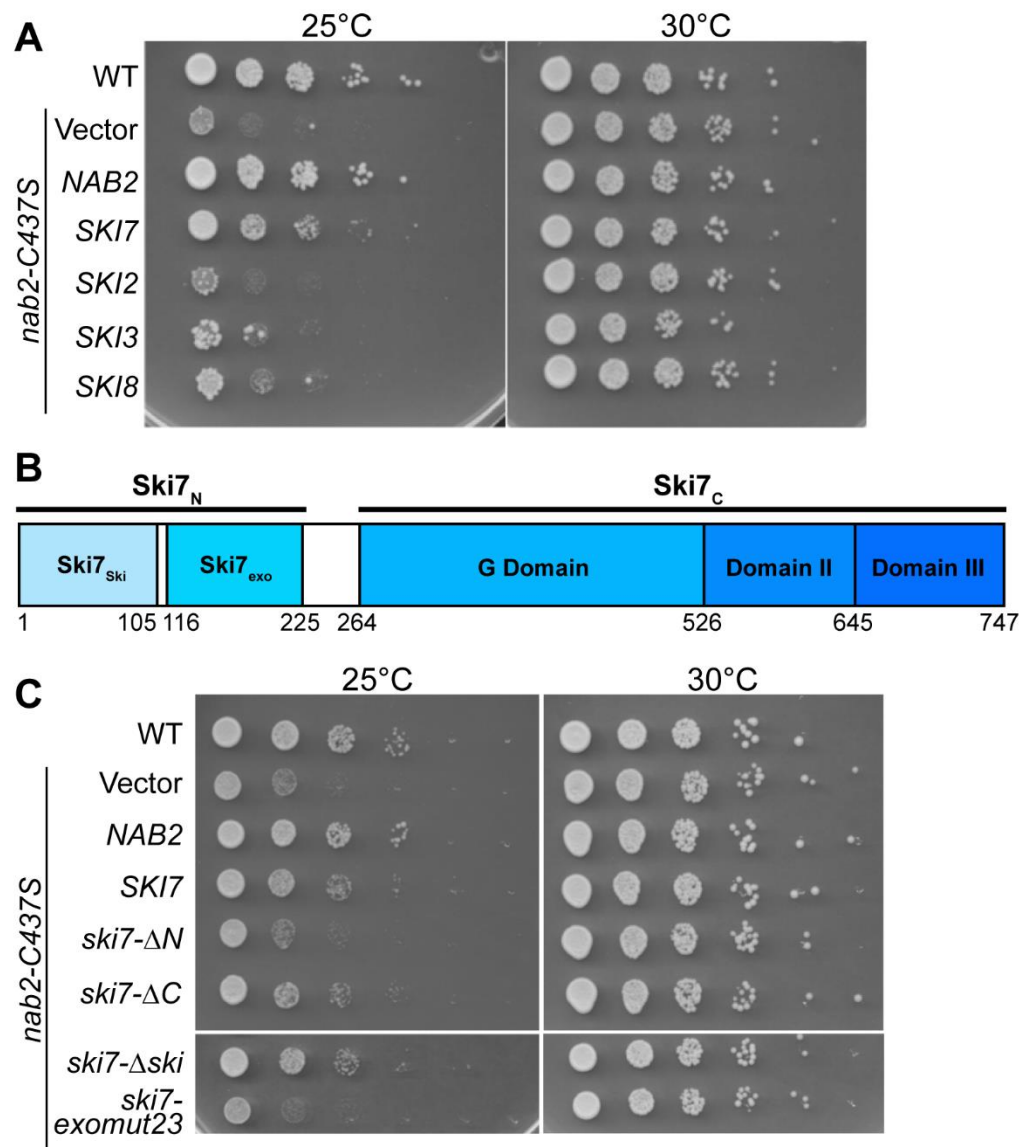 A
25°C 30°C
WT
Vector
NAB2
SKI7
SKI2
SKI3
SKI8
nab2-C437S
B
Ski7N Ski7C
Ski7Ski Ski7exo G Domain Domain II Domain III
1 105 116 225 264 526 645 747
C
25°C 30°C
WT
Vector
NAB2
SKI7
ski7-ΔN
ski7-ΔC
ski7-Δski
ski7-
exomut23
nab2-C437S